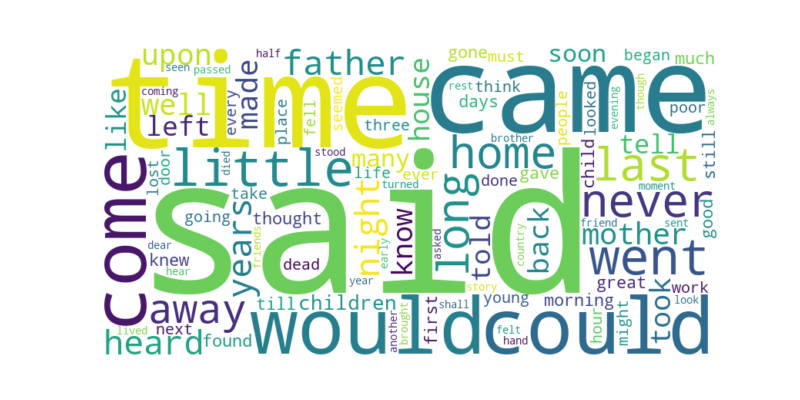 half
upon
time
came
gone
must
soon
began
much
seen
passed
coming
father
made
every
well
left
like
place
fell
seemed
three
house
rest
think
days
people
looked
evening
though
poor
always
little
many
home
brother
child
tell
still
last
lost
door
died
stood
life
ever
turned
done
gave
never
moment
come
said
years
take
night
know
long
told
back
mother
good
going
thought
asked
country
friend
sent
went
dear
knew
hear
friends
dead
early
year
story
great
work
away
till
children
shall
young
morning
hour
might
took
look
lived
next
heard
found
would
another
brought
first
could
felt
hand